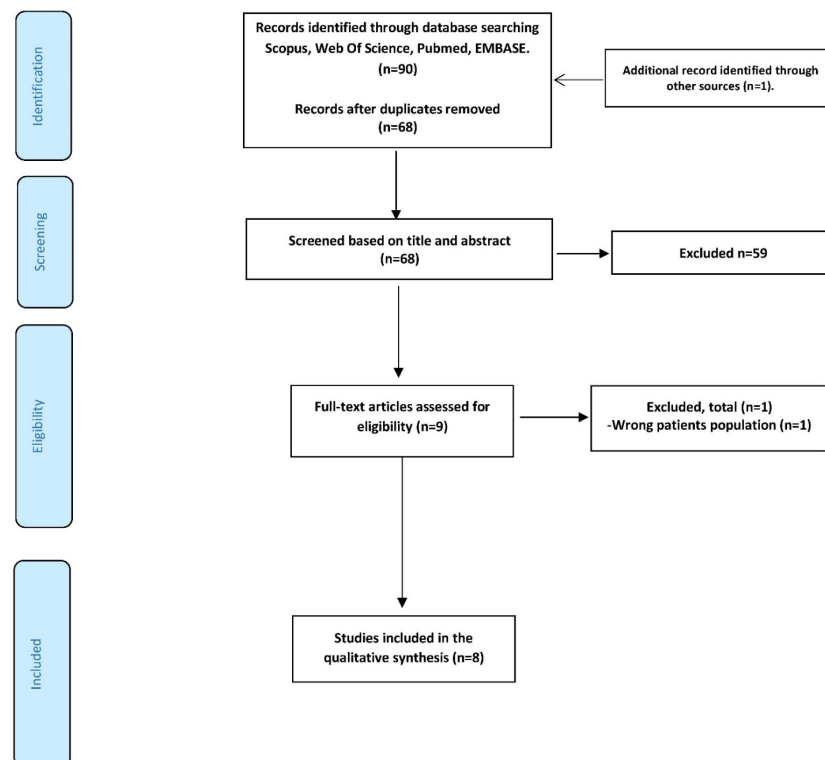 Identification
Records identified through database searching
Scopus, Web Of Science, Pubmed, EMBASE.
(n=90)
Records after duplicates removed
(n=68)
Additional record identified through
other sources (n=1).
Screening
Screened based on title and abstract
(n=68)
Excluded n=59
Eligibility
Full-text articles assessed for
eligibility (n=9)
Excluded, total (n=1)
-Wrong patients population (n=1)
Included
Studies included in the
qualitative synthesis (n=8)